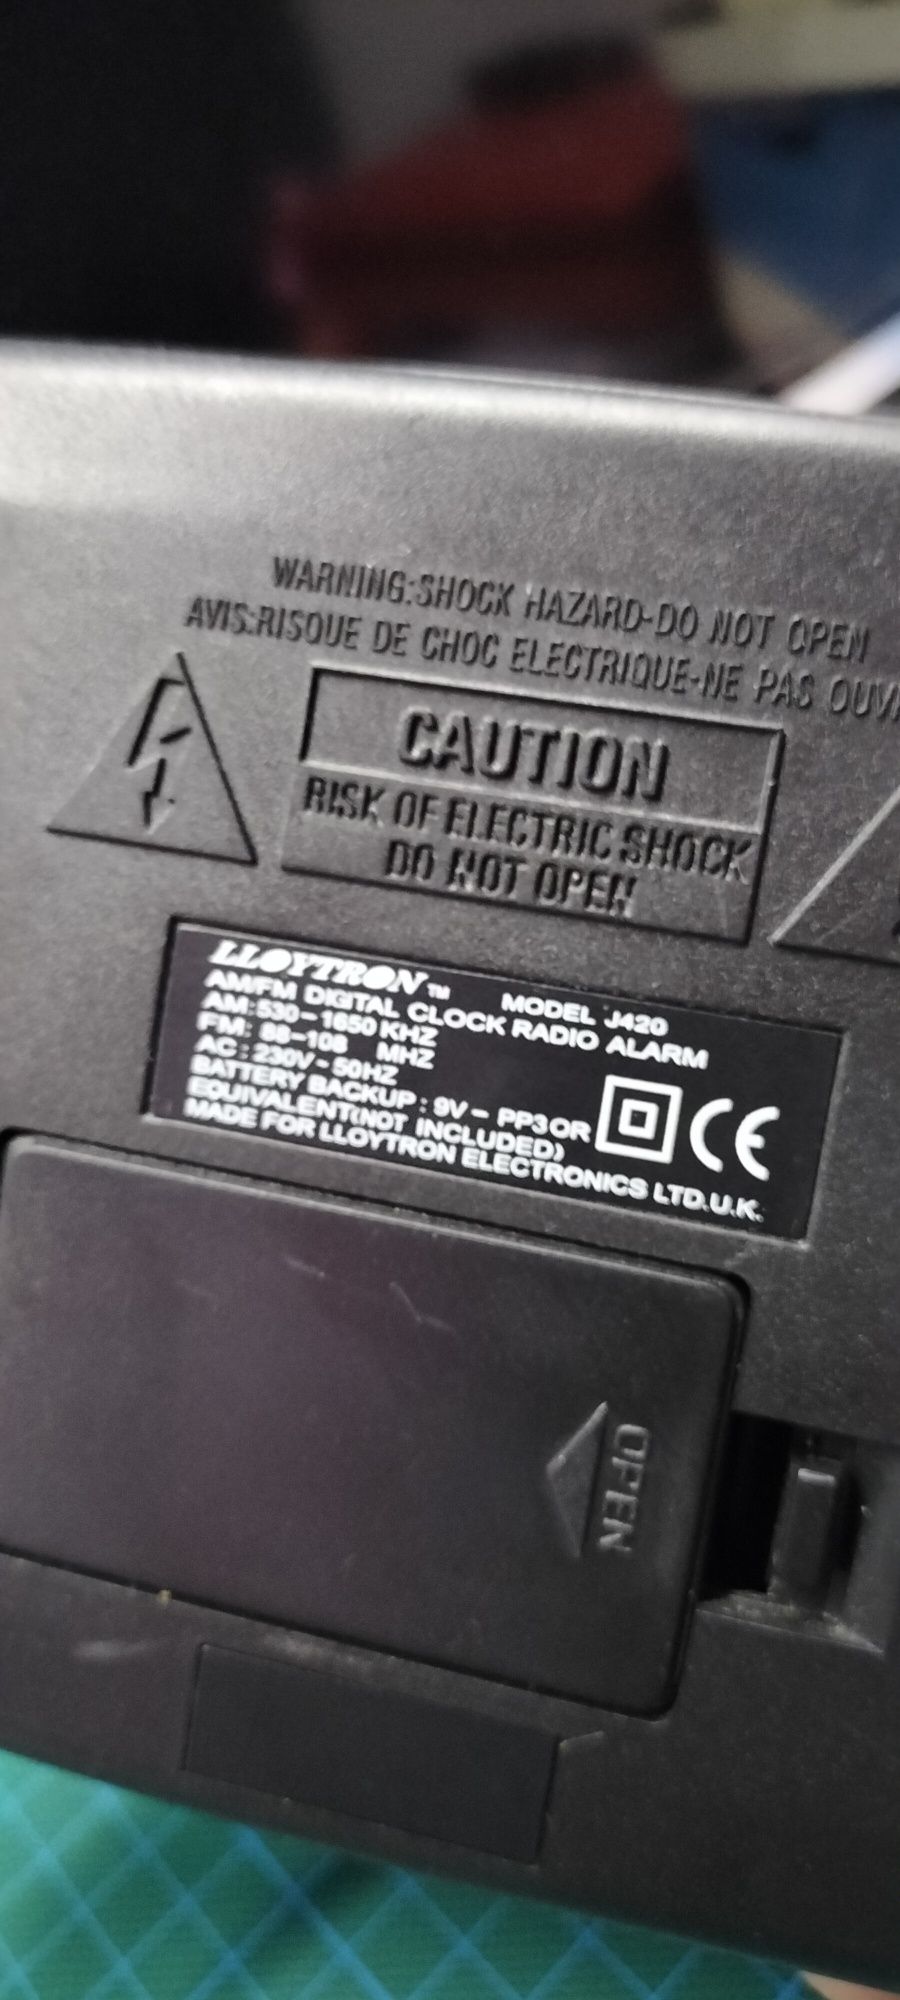 WARNING:SHOCK HAZARD-DO NOT OPEN
AVIS:RISQUE DE CHOC ELECTRIQUE-NE PAS OUV
CAUTION
RISK OF ELECTRIC SHOCK
DO NOT OPEN
LLOYTRON™ MODEL J420
AM/FM DIGITAL CLOCK RADIO ALARM
AM:530-1650 KHZ
FM: 88-108 MHZ
AC: 230V~50HZ
BATTERY BACKUP: 9V- PP3 OR
EQUIVALENT(NOT INCLUDED)
MADE FOR LLOYTRON ELECTRONICS LTD.U.K.
CE
OPEN